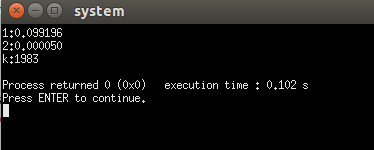 system
1:0.099196
2:0.000050
k:1983
Process returned 0 (0x0)   execution time : 0.102 s
Press ENTER to continue.